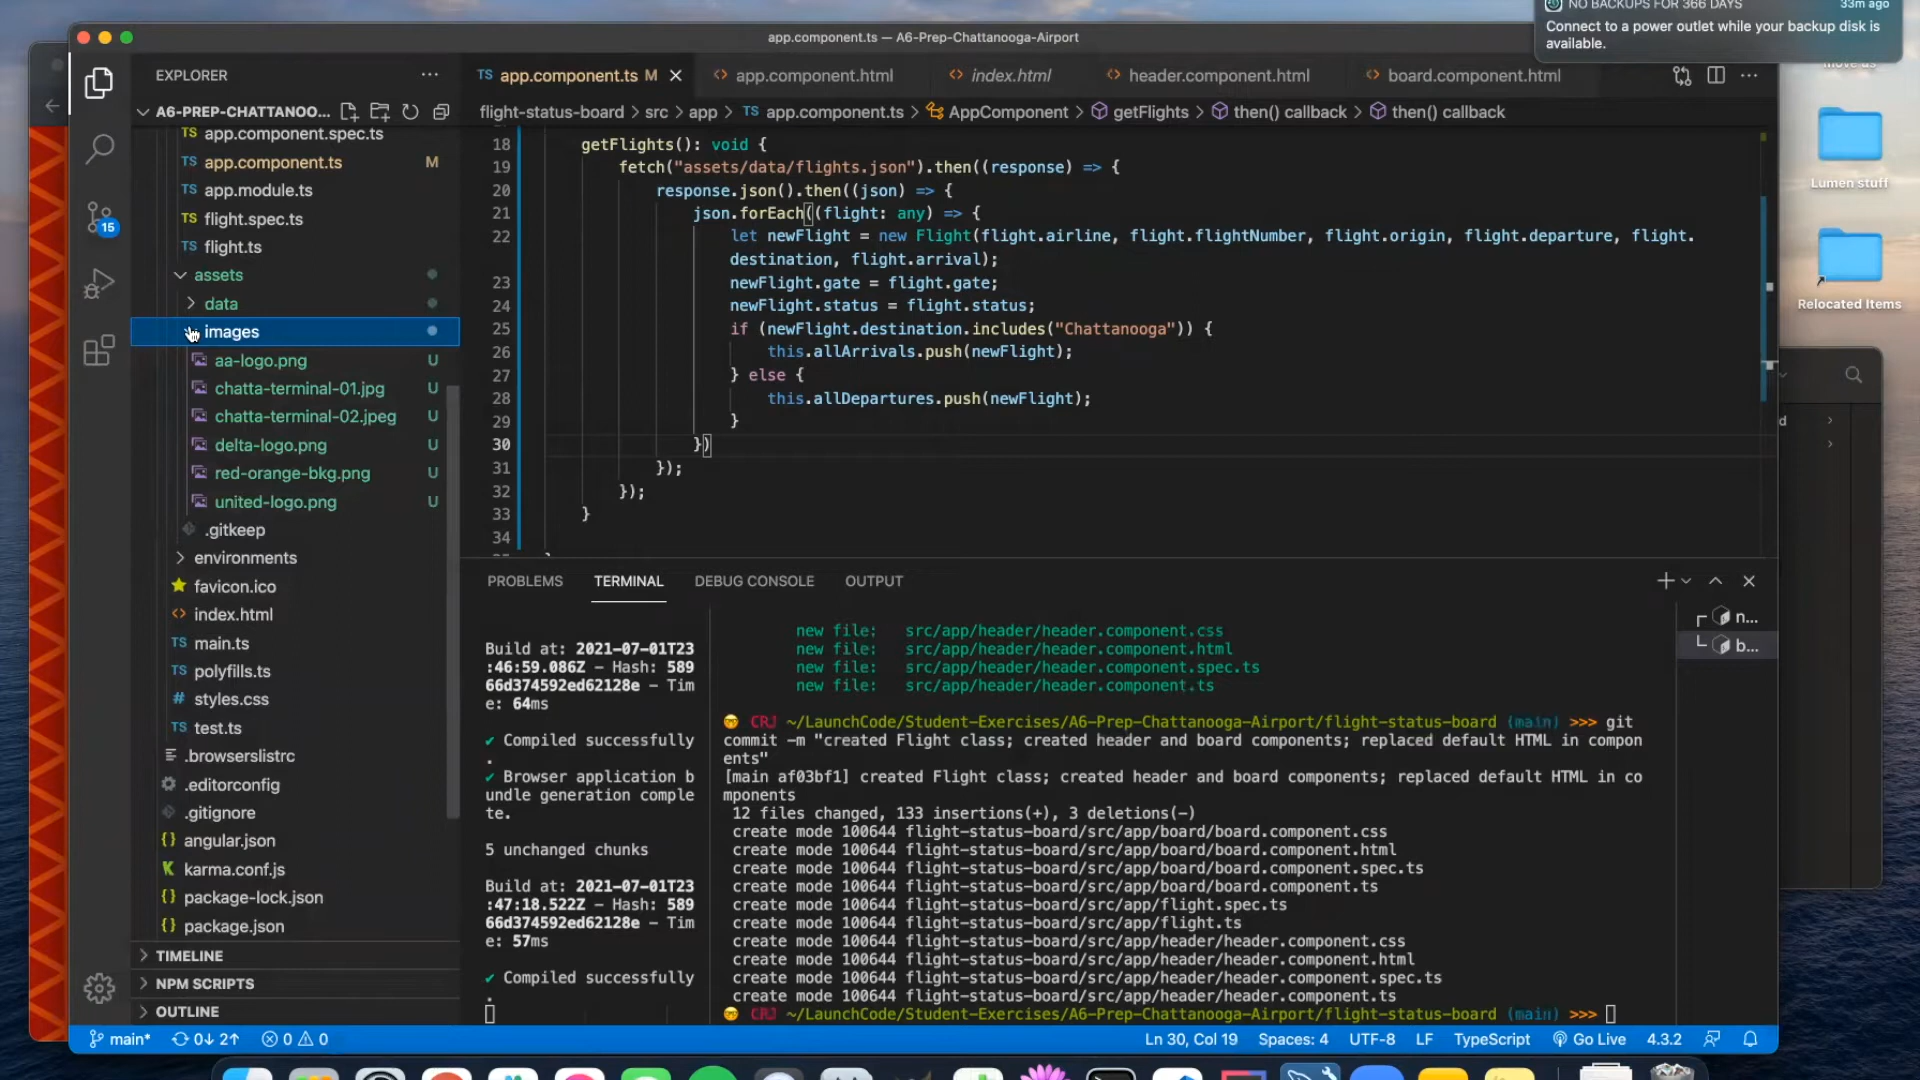 NO BACKUPS FOR 366 DAYS
33m ago
Connect to a power outlet while your backup disk is
available.
app.component.ts — A6-Prep-Chattanooga-Airport
EXPLORER
TS app.component.ts M
<> app.component.html
<> index.html
<> header.component.html
<> board.component.html
A6-PREP-CHATTANOO...
flight-status-board > src > app > TS app.component.ts > AppComponent > getFlights > then() callback > then() callback
TS app.component.spec.ts
TS app.component.ts M
TS app.module.ts
TS flight.spec.ts
TS flight.ts
assets
data
images
aa-logo.png U
chatta-terminal-01.jpg U
chatta-terminal-02.jpeg U
delta-logo.png U
red-orange-bkg.png U
united-logo.png U
.gitkeep
environments
favicon.ico
<> index.html
TS main.ts
TS polyfills.ts
# styles.css
TS test.ts
.browserslistrc
.editorconfig
.gitignore
{} angular.json
K karma.conf.js
{} package-lock.json
{} package.json
TIMELINE
NPM SCRIPTS
OUTLINE
15
18 getFlights(): void {
19 fetch("assets/data/flights.json").then((response) => {
20 response.json().then((json) => {
21 json.forEach((flight: any) => {
22 let newFlight = new Flight(flight.airline, flight.flightNumber, flight.origin, flight.departure, flight.
destination, flight.arrival);
23 newFlight.gate = flight.gate;
24 newFlight.status = flight.status;
25 if (newFlight.destination.includes("Chattanooga")) {
26 this.allArrivals.push(newFlight);
27 } else {
28 this.allDepartures.push(newFlight);
29 }
30 })
31 });
32 });
33 }
34
PROBLEMS
TERMINAL
DEBUG CONSOLE
OUTPUT
Build at: 2021-07-01T23
:46:59.086Z - Hash: 589
66d374592ed62128e - Tim
e: 64ms
✔ Compiled successfully
.
✔ Browser application b
undle generation comple
te.
5 unchanged chunks
Build at: 2021-07-01T23
:47:18.522Z - Hash: 589
66d374592ed62128e - Tim
e: 57ms
✔ Compiled successfully
.
new file: src/app/header/header.component.css
new file: src/app/header/header.component.html
new file: src/app/header/header.component.spec.ts
new file: src/app/header/header.component.ts
CRJ ~/LaunchCode/Student-Exercises/A6-Prep-Chattanooga-Airport/flight-status-board (main) >>> git
commit -m "created Flight class; created header and board components; replaced default HTML in compon
ents"
[main af03bf1] created Flight class; created header and board components; replaced default HTML in co
mponents
12 files changed, 133 insertions(+), 3 deletions(-)
create mode 100644 flight-status-board/src/app/board/board.component.css
create mode 100644 flight-status-board/src/app/board/board.component.html
create mode 100644 flight-status-board/src/app/board/board.component.spec.ts
create mode 100644 flight-status-board/src/app/board/board.component.ts
create mode 100644 flight-status-board/src/app/flight.spec.ts
create mode 100644 flight-status-board/src/app/flight.ts
create mode 100644 flight-status-board/src/app/header/header.component.css
create mode 100644 flight-status-board/src/app/header/header.component.html
create mode 100644 flight-status-board/src/app/header/header.component.spec.ts
create mode 100644 flight-status-board/src/app/header/header.component.ts
CRJ ~/LaunchCode/Student-Exercises/A6-Prep-Chattanooga-Airport/flight-status-board (main) >>>
n...
b...
main*
0↓ 2↑
0
0
Ln 30, Col 19
Spaces: 4
UTF-8
LF
TypeScript
Go Live
4.3.2
Lumen stuff
Relocated Items
d